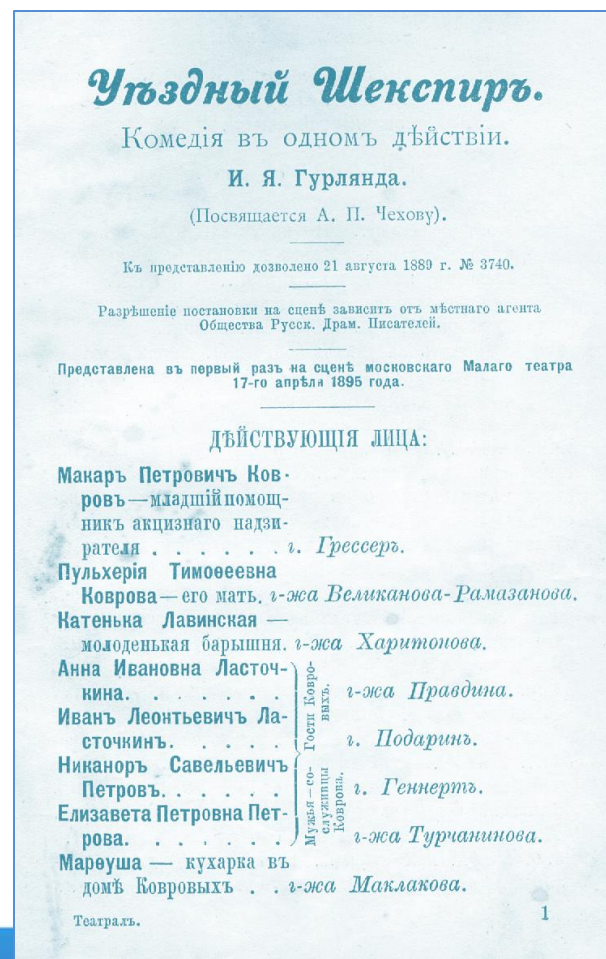 Уѣздный Шекспиръ.
Комедія въ одномъ дѣйствіи.
И. Я. Гурлянда.
(Посвящается А. П. Чехову).
Къ представленію дозволено 21 августа 1889 г. № 3740.
Разрѣшеніе постановки на сценѣ зависитъ отъ мѣстнаго агента
Общества Русск. Драм. Писателей.
Представлена въ первый разъ на сценѣ московскаго Малаго театра
17-го апрѣля 1895 года.
ДѢЙСТВУЮЩІЯ ЛИЦА:
Макаръ Петровичъ Ков-
ровъ—младшій помощ-
никъ акцизнаго надзи-
рателя . . . . . . г. Грессеръ.
Пульхерія Тимоѳеевна
Коврова—его мать. г-жа Великанова-Рамазанова.
Катенька Лавинская —
молоденькая барышня. г-жа Харитонова.
Анна Ивановна Ласточ-
кина. . . . . . . г-жа Правдина.
Иванъ Леонтьевичъ Ла-
сточкинъ. . . . . . г. Подаринъ.
Никаноръ Савельевичъ
Петровъ. . . . . . г. Геннертъ.
Елизавета Петровна Пет-
рова. . . . . . . г-жа Турчанинова.
Гости Ковро-
выхъ.
Мужья—со-
служивцы
Коврова.
Марѳуша — кухарка въ
домѣ Ковровыхъ . . г-жа Маклакова.
Театралъ.
1